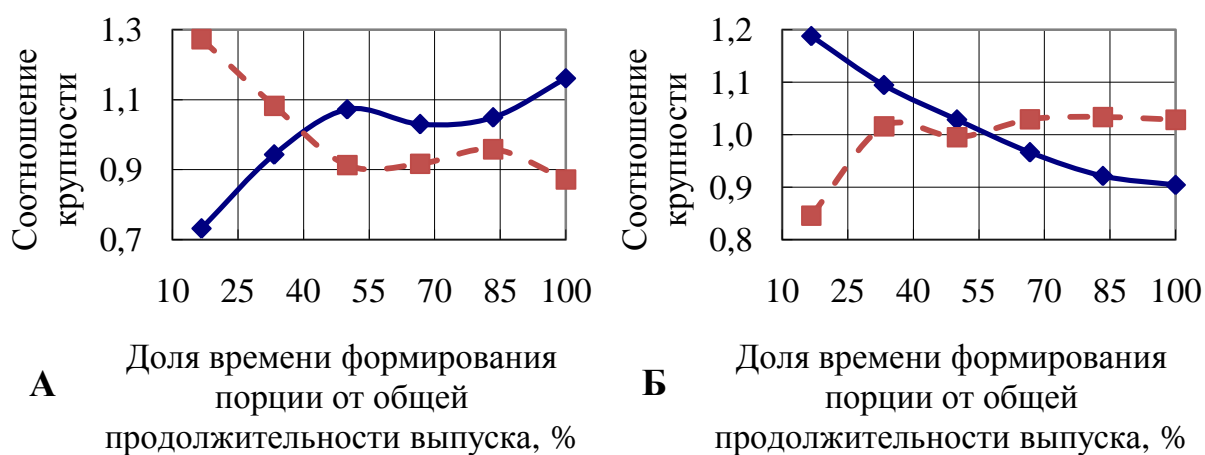 Соотношение
крупности
1,3
1,1
0,9
0,7
10 25 40 55 70 85 100
Доля времени формирования
порции от общей
продолжительности выпуска, %
А
Соотношение
крупности
1,2
1,1
1,0
0,9
0,8
10 25 40 55 70 85 100
Доля времени формирования
порции от общей
продолжительности выпуска, %
Б